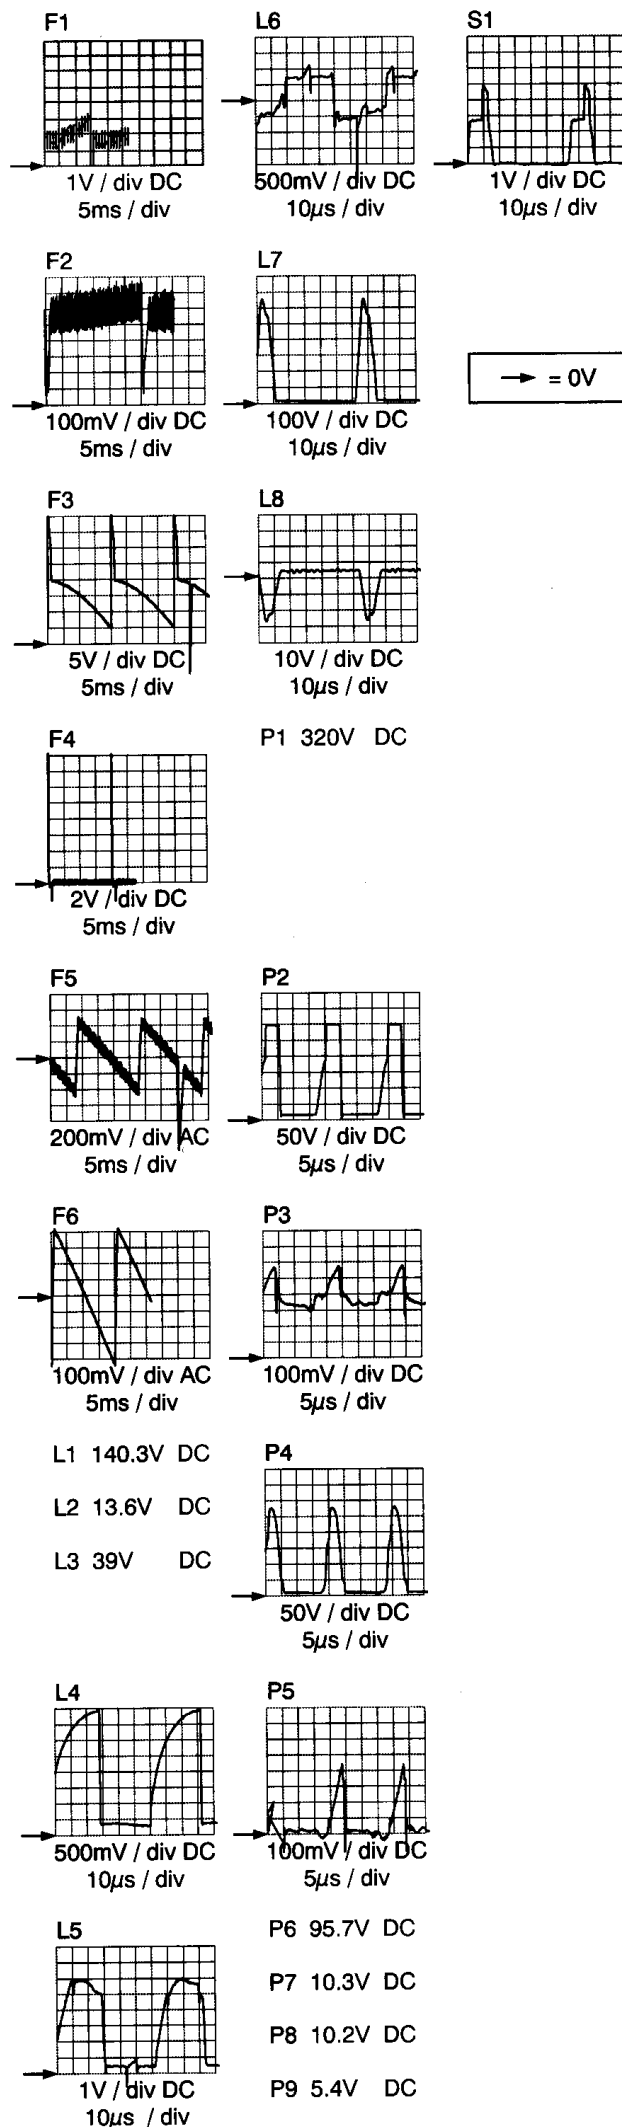 F1
1V / div DC
5ms / div
F2
100mV / div DC
5ms / div
F3
5V / div DC
5ms / div
F4
2V / div DC
5ms / div
F5
200mV / div AC
5ms / div
F6
100mV / div AC
5ms / div
L1 140.3V DC
L2 13.6V DC
L3 39V DC
L4
500mV / div DC
10µs / div
L5
1V / div DC
10µs / div
L6
500mV / div DC
10µs / div
L7
100V / div DC
10µs / div
L8
10V / div DC
10µs / div
P1 320V DC
P2
50V / div DC
5µs / div
P3
100mV / div DC
5µs / div
P4
50V / div DC
5µs / div
P5
100mV / div DC
5µs / div
P6 95.7V DC
P7 10.3V DC
P8 10.2V DC
P9 5.4V DC
S1
1V / div DC
10µs / div
→ = 0V